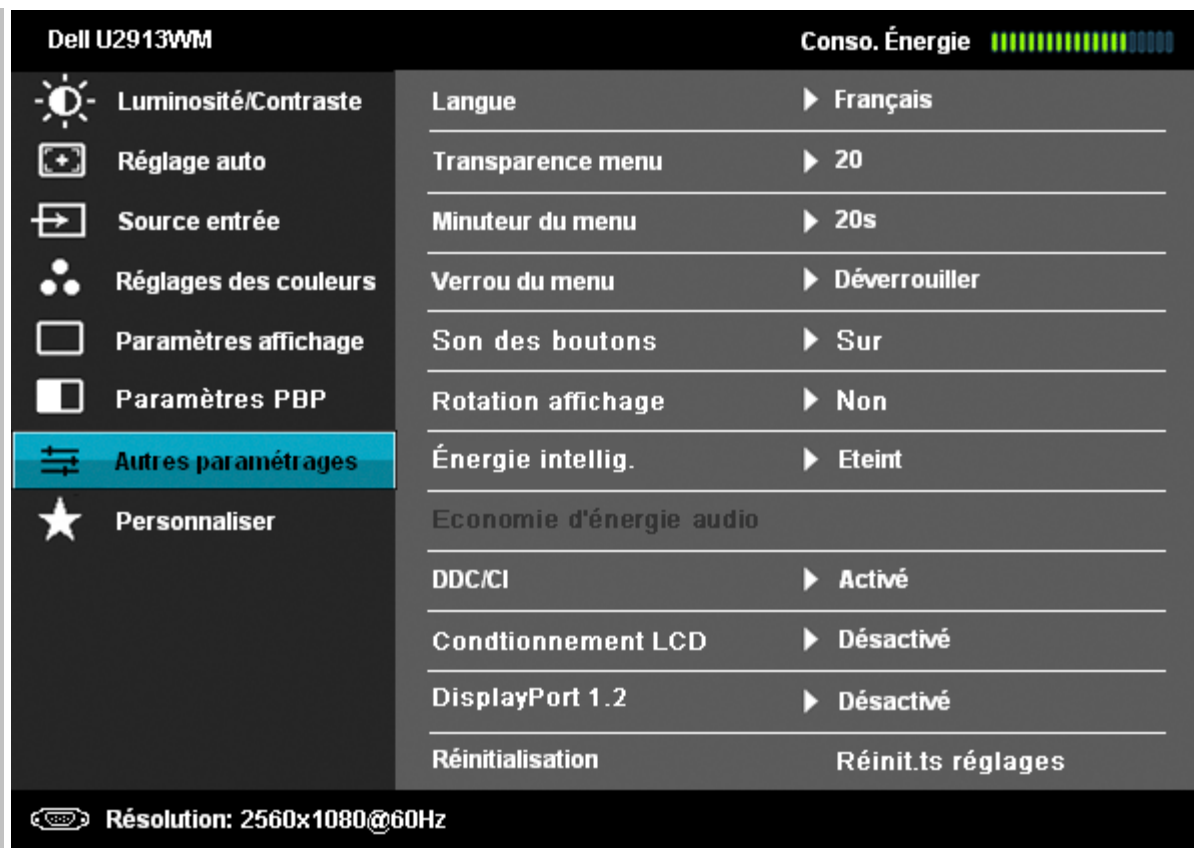 Dell U2913WM
Conso. Énergie
Luminosité/Contraste
Réglage auto
Source entrée
Réglages des couleurs
Paramètres affichage
Paramètres PBP
Autres paramétrages
Personnaliser
Langue Français
Transparence menu 20
Minuteur du menu 20s
Verrou du menu Déverrouiller
Son des boutons Sur
Rotation affichage Non
Énergie intellig. Eteint
Economie d'énergie audio
DDC/CI Activé
Condtionnement LCD Désactivé
DisplayPort 1.2 Désactivé
Réinitialisation Réinit.ts réglages
Résolution: 2560x1080@60Hz